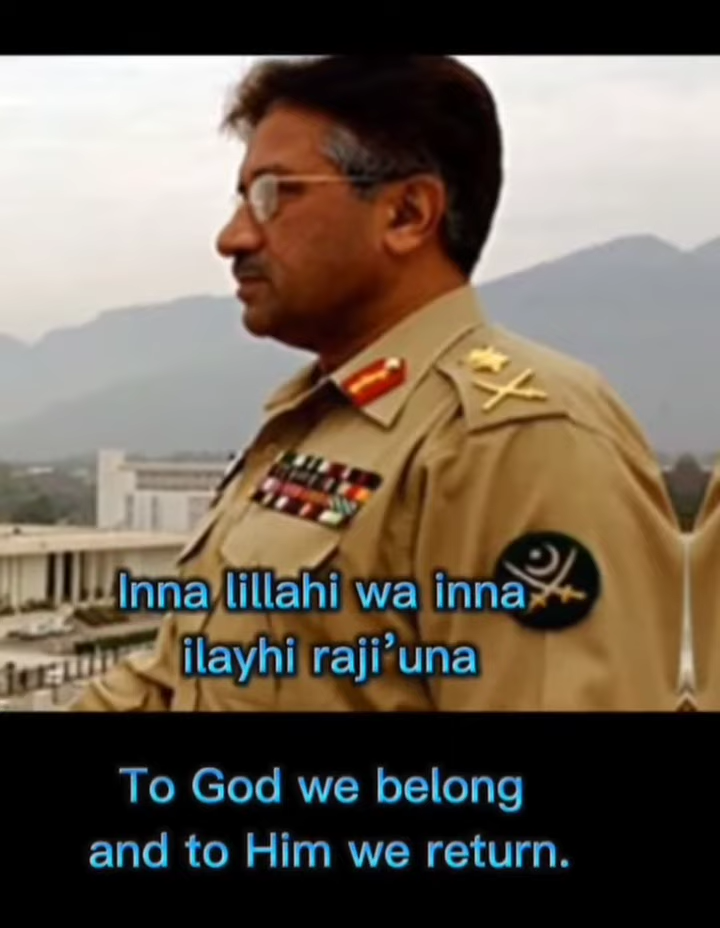 Inna lillahi wa inna
ilayhi raji’una
To God we belong
and to Him we return.